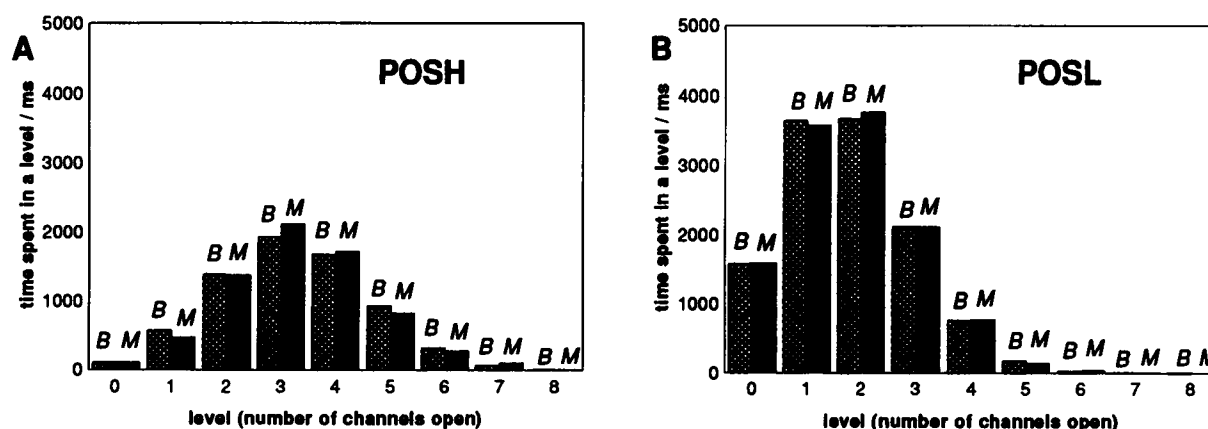 A
POSH
time spent in a level / ms
5000
4000
3000
2000
1000
0
B M
B M
B M
B M
B M
B M
B M
B M
B M
0 1 2 3 4 5 6 7 8
level (number of channels open)
B
POSL
time spent in a level / ms
5000
4000
3000
2000
1000
0
B M
B M
B M
B M
B M
B M
B M
B M
B M
0 1 2 3 4 5 6 7 8
level (number of channels open)